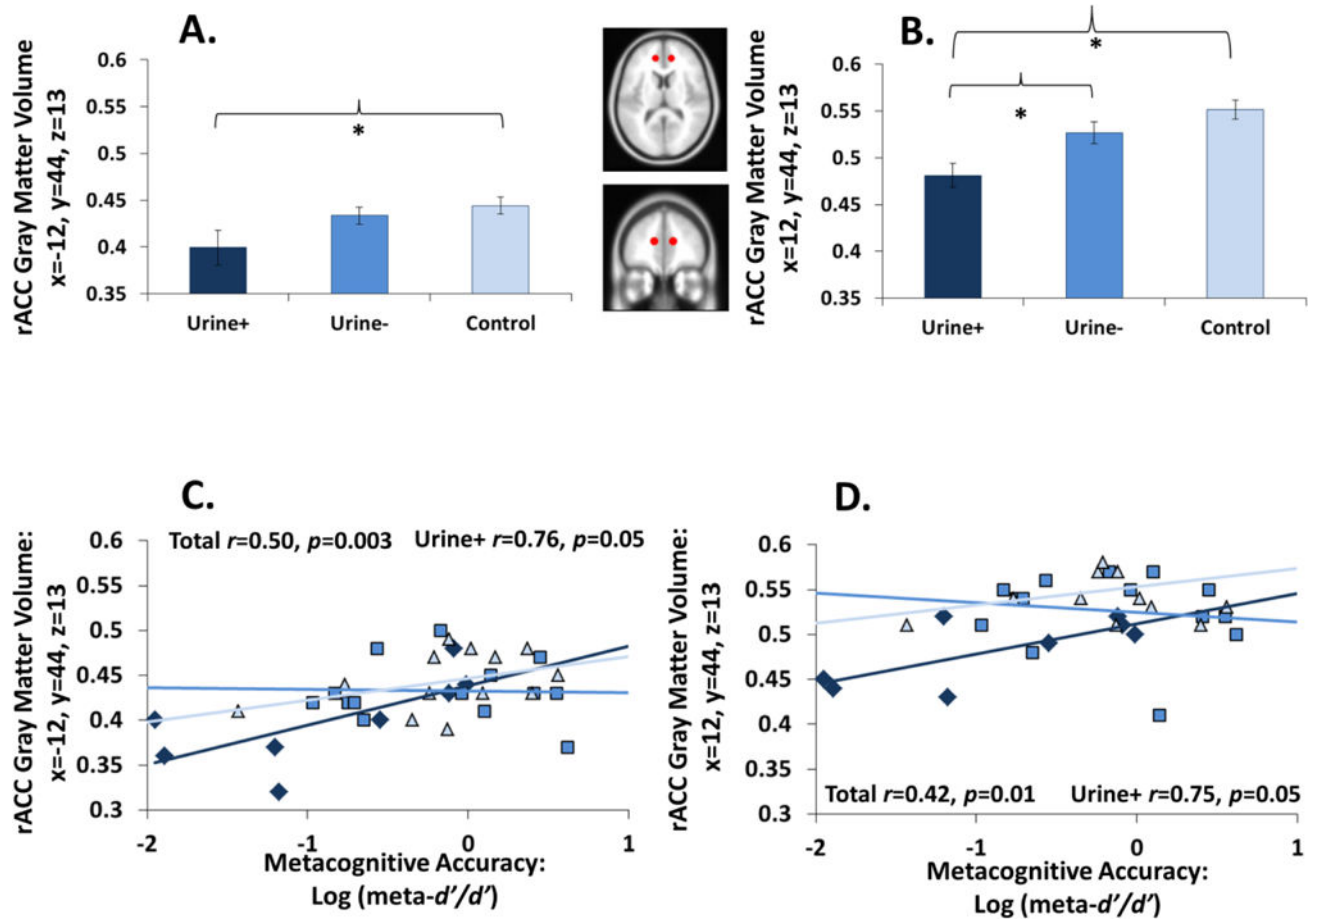 A.
rACC Gray Matter Volume
x=-12, y=44, z=13
0.6
0.55
0.5
0.45
0.4
0.35
*
Urine+ Urine- Control
B.
rACC Gray Matter Volume
x=12, y=44, z=13
0.6
0.55
0.5
0.45
0.4
0.35
*
*
Urine+ Urine- Control
C.
rACC Gray Matter Volume:
x=-12, y=44, z=13
Total r=0.50, p=0.003 Urine+ r=0.76, p=0.05
0.6
0.55
0.5
0.45
0.4
0.35
0.3
-2 -1 0 1
Metacognitive Accuracy:
Log (meta-d’/d’)
D.
rACC Gray Matter Volume:
x=12, y=44, z=13
0.6
0.55
0.5
0.45
0.4
0.35
0.3
Total r=0.42, p=0.01 Urine+ r=0.75, p=0.05
-2 -1 0 1
Metacognitive Accuracy:
Log (meta-d’/d’)